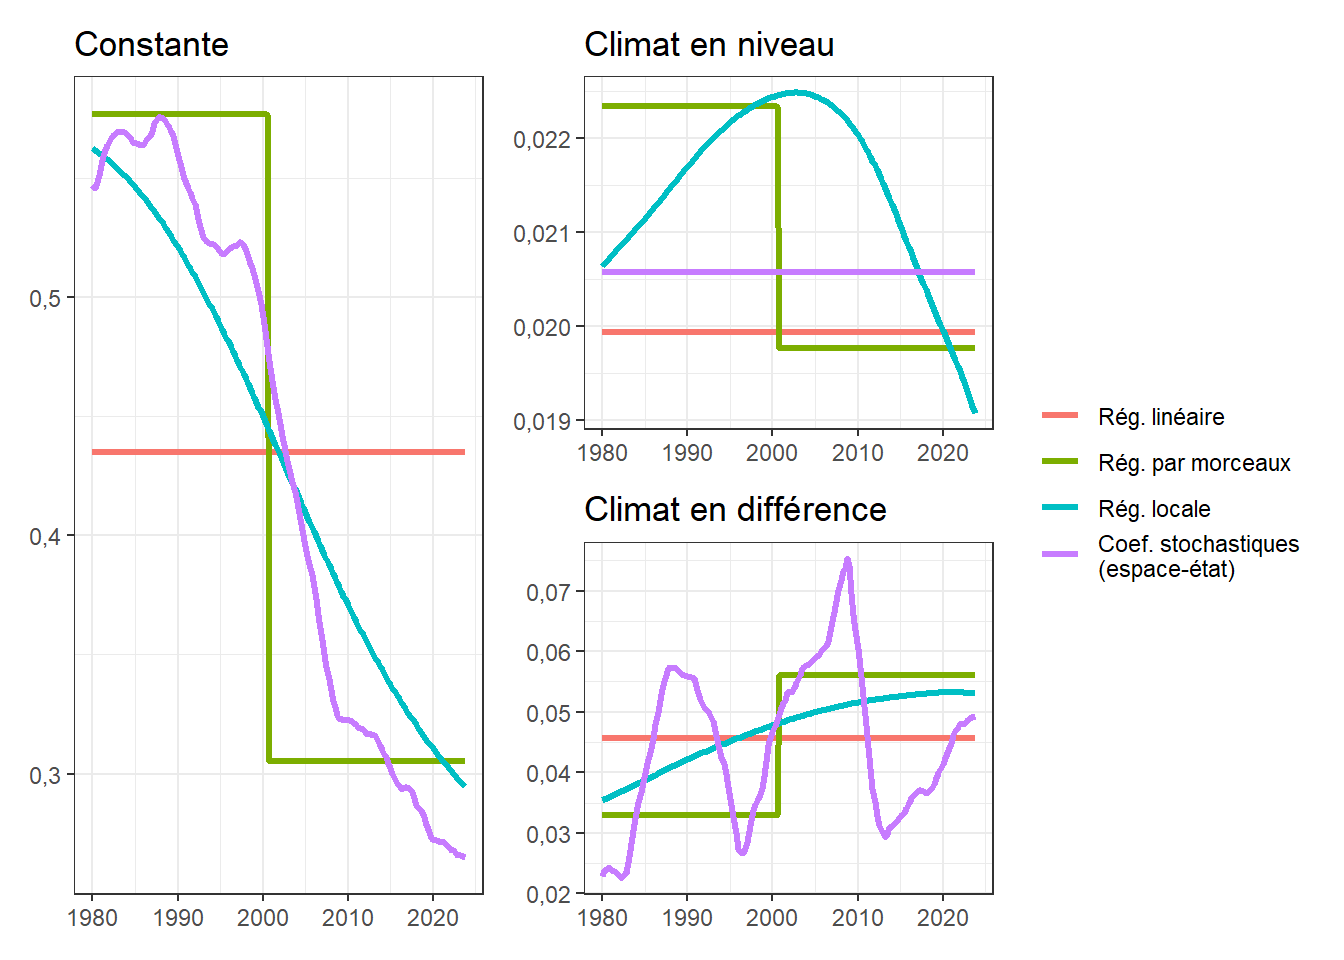 Constante
0,5
0,4
0,3
1980 1990 2000 2010 2020
Climat en niveau
0,022
0,021
0,020
0,019
1980 1990 2000 2010 2020
Climat en différence
0,07
0,06
0,05
0,04
0,03
0,02
1980 1990 2000 2010 2020
Rég. linéaire
Rég. par morceaux
Rég. locale
Coef. stochastiques
(espace-état)